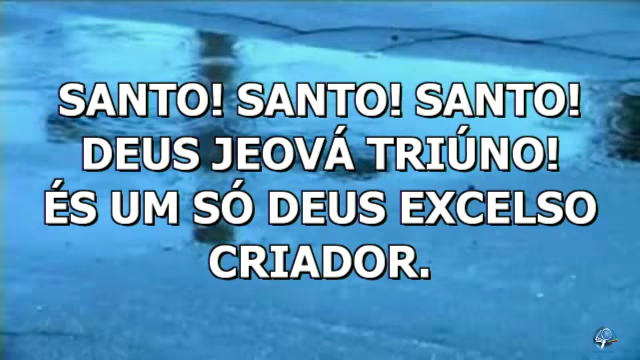 SANTO! SANTO! SANTO!
DEUS JEOVÁ TRIÚNO!
ÉS UM SÓ DEUS EXCELSO
CRIADOR.